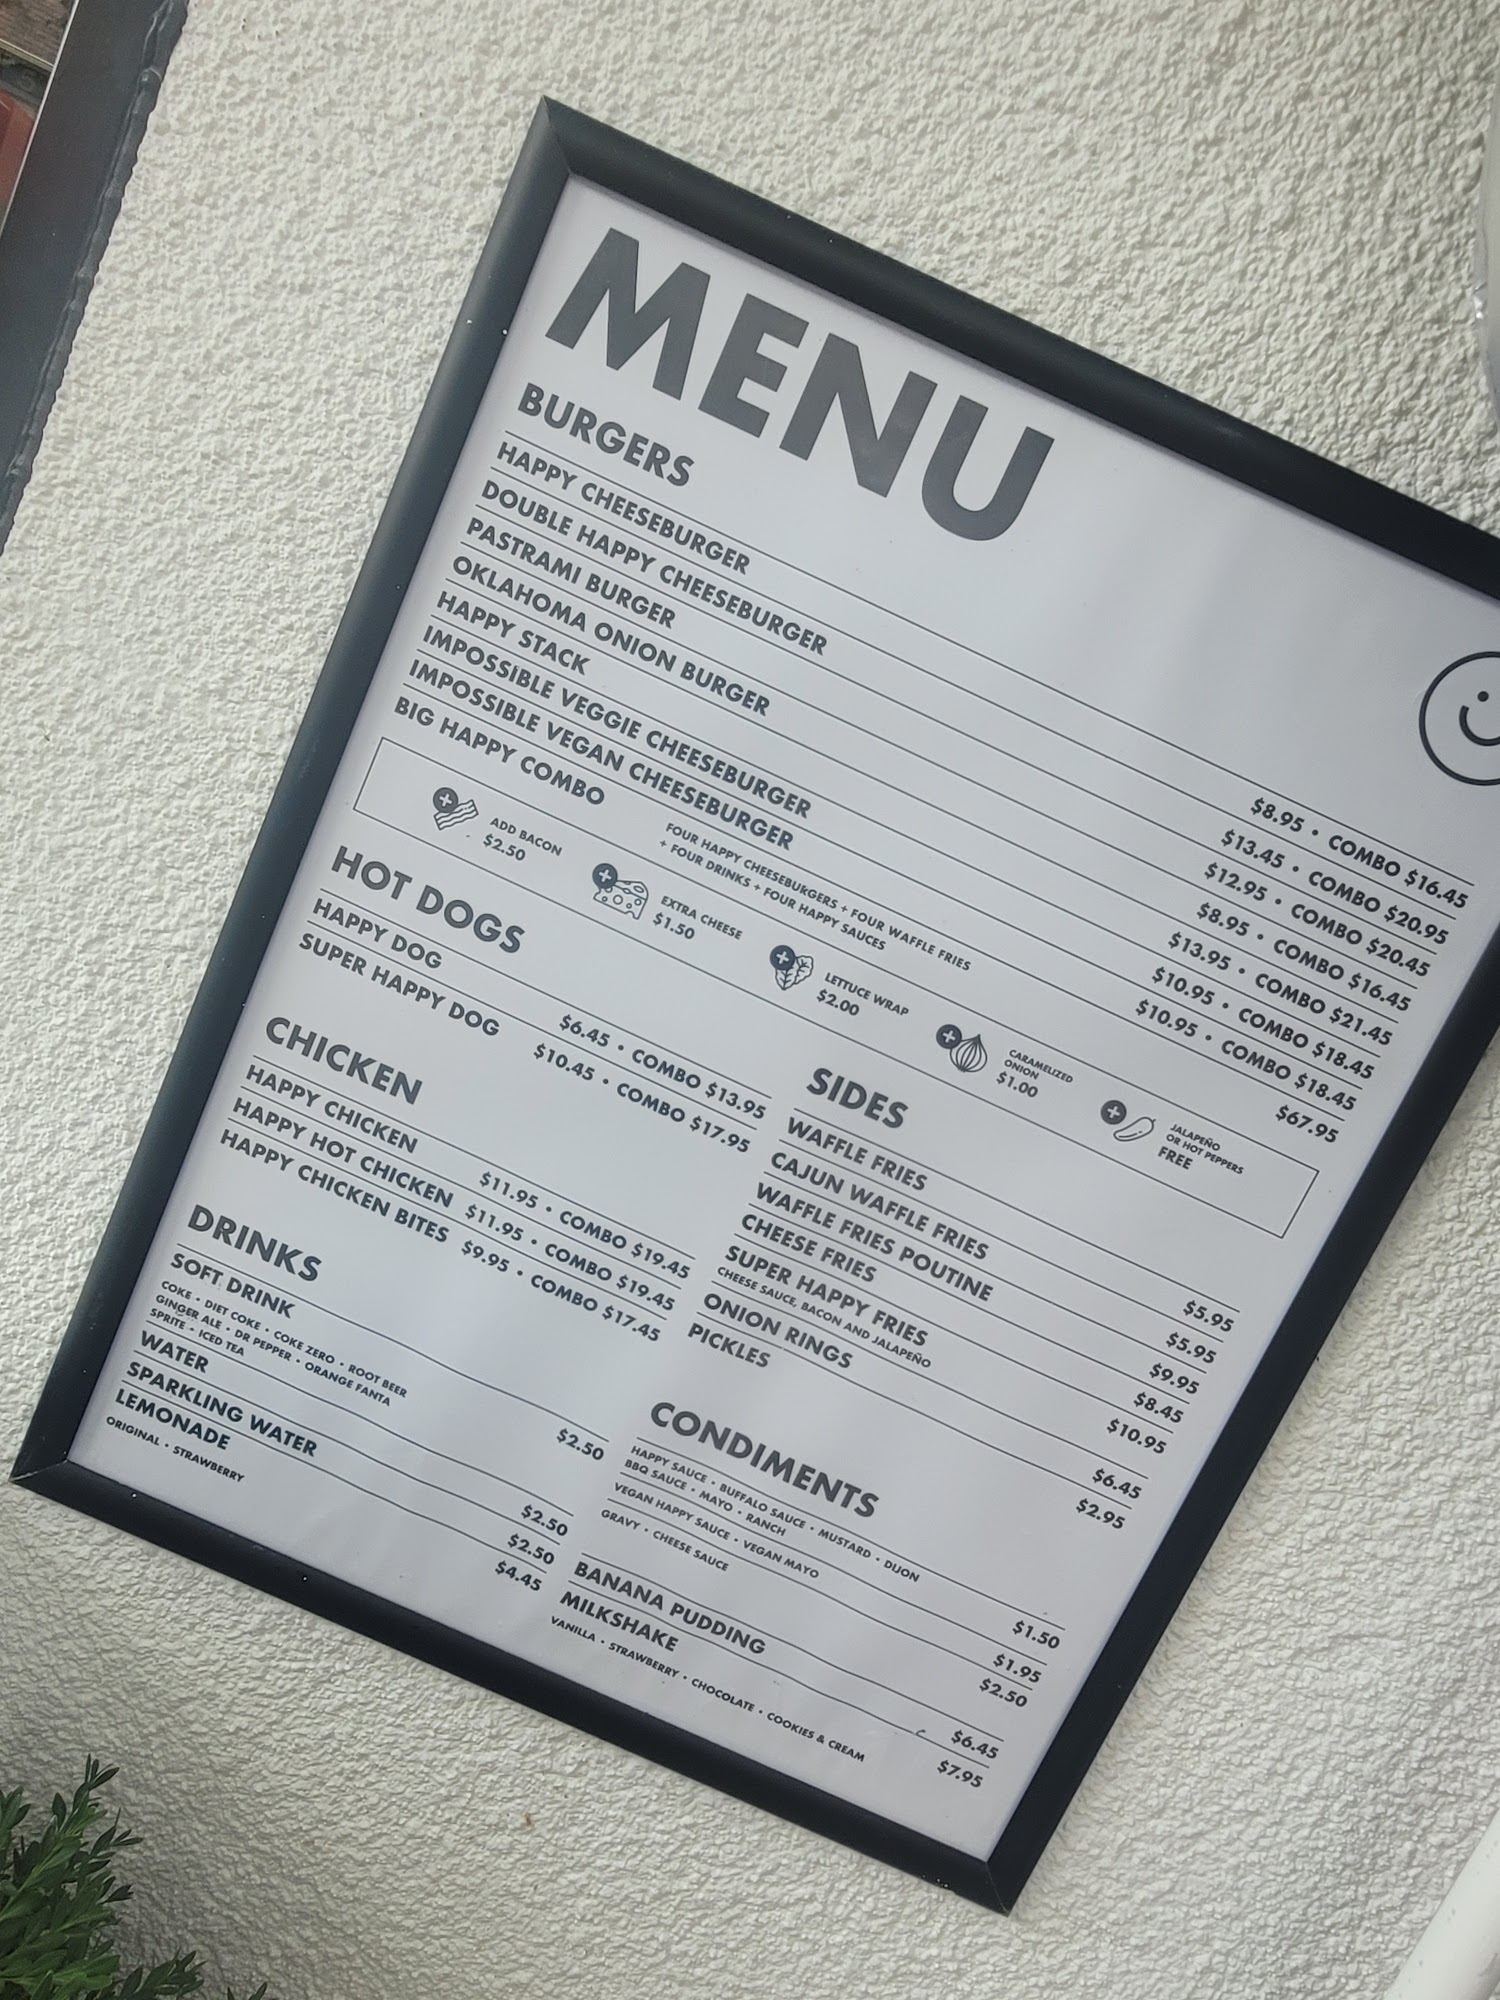 MENU
BURGERS
HAPPY CHEESEBURGER $8.95 • COMBO $16.45
DOUBLE HAPPY CHEESEBURGER $13.45 • COMBO $20.95
PASTRAMI BURGER $12.95 • COMBO $20.45
OKLAHOMA ONION BURGER $8.95 • COMBO $16.45
HAPPY STACK $13.95 • COMBO $21.45
IMPOSSIBLE VEGGIE CHEESEBURGER $10.95 • COMBO $18.45
IMPOSSIBLE VEGAN CHEESEBURGER $10.95 • COMBO $18.45
BIG HAPPY COMBO $67.95
FOUR HAPPY CHEESEBURGERS + FOUR WAFFLE FRIES
+ FOUR DRINKS + FOUR HAPPY SAUCES
ADD BACON
$2.50
EXTRA CHEESE
$1.50
LETTUCE WRAP
$2.00
CARAMELIZED
ONION
$1.00
JALAPEÑO
OR HOT PEPPERS
FREE
HOT DOGS
HAPPY DOG $6.45 • COMBO $13.95
SUPER HAPPY DOG $10.45 • COMBO $17.95
CHICKEN
HAPPY CHICKEN $11.95 • COMBO $19.45
HAPPY HOT CHICKEN $11.95 • COMBO $19.45
HAPPY CHICKEN BITES $9.95 • COMBO $17.45
DRINKS
SOFT DRINK $2.50
COKE • DIET COKE • COKE ZERO • ROOT BEER
GINGER ALE • DR PEPPER • ORANGE FANTA
SPRITE • ICED TEA
WATER $2.50
SPARKLING WATER $2.50
LEMONADE $4.45
ORIGINAL • STRAWBERRY
SIDES
WAFFLE FRIES $5.95
CAJUN WAFFLE FRIES $5.95
WAFFLE FRIES POUTINE $9.95
CHEESE FRIES $8.45
SUPER HAPPY FRIES $10.95
CHEESE SAUCE, BACON AND JALAPEÑO
ONION RINGS $6.45
PICKLES $2.95
CONDIMENTS
HAPPY SAUCE • BUFFALO SAUCE • MUSTARD • DIJON
BBQ SAUCE • MAYO • RANCH $1.50
VEGAN HAPPY SAUCE • VEGAN MAYO $1.95
GRAVY • CHEESE SAUCE $2.50
BANANA PUDDING $6.45
MILKSHAKE $7.95
VANILLA • STRAWBERRY • CHOCOLATE • COOKIES & CREAM